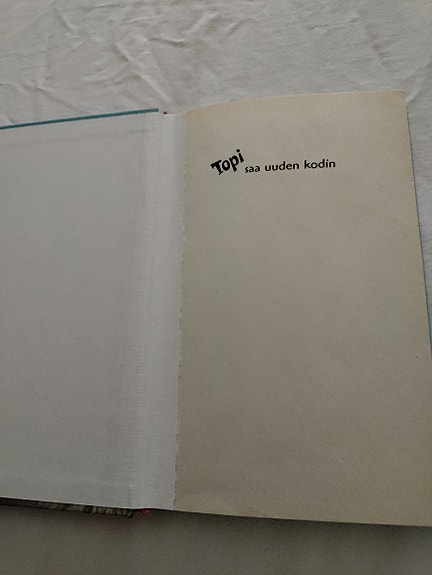 Topi saa uuden kodin